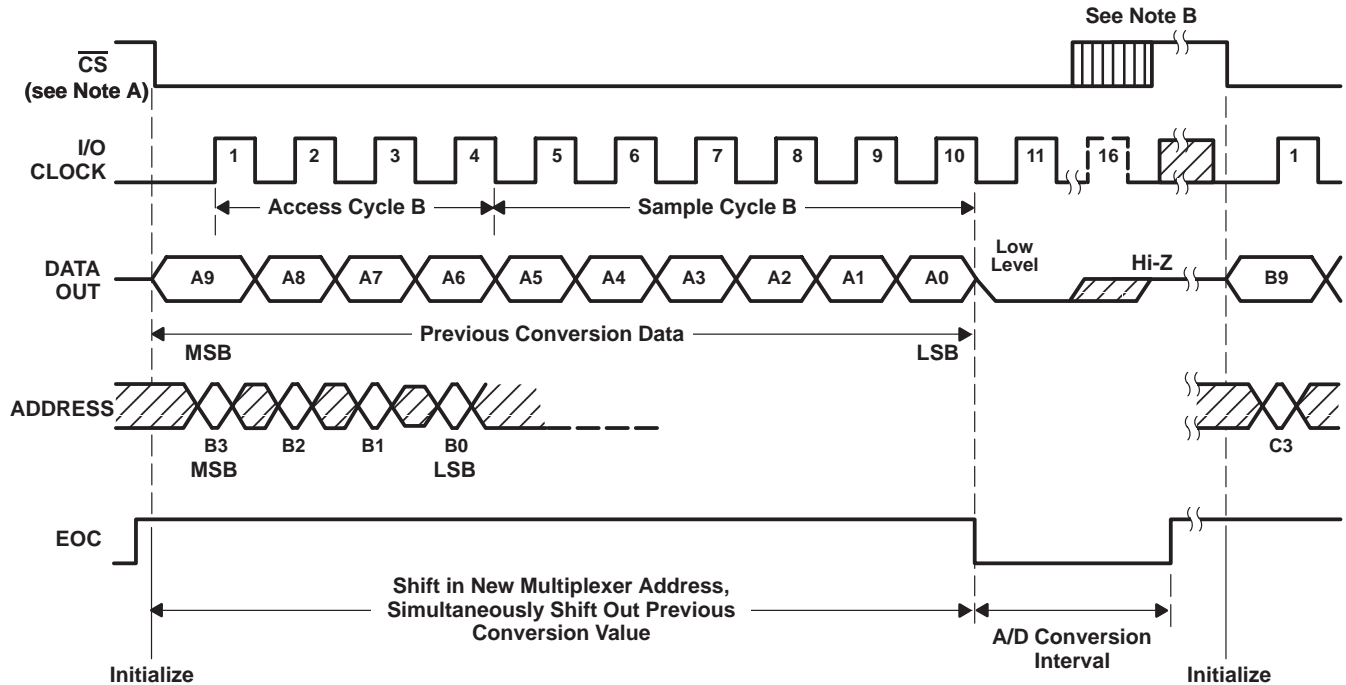 See Note B
CS
(see Note A)
I/O
CLOCK
1 2 3 4 5 6 7 8 9 10 11 16 1
Access Cycle B
Sample Cycle B
DATA
OUT
A9 A8 A7 A6 A5 A4 A3 A2 A1 A0
Low
Level
Hi-Z
B9
Previous Conversion Data
MSB
LSB
ADDRESS
B3 B2 B1 B0 C3
MSB LSB
EOC
Shift in New Multiplexer Address,
Simultaneously Shift Out Previous
Conversion Value
A/D Conversion
Interval
Initialize
Initialize